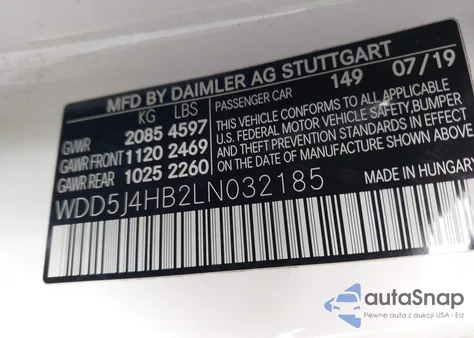 MFD BY DAIMLER AG STUTTGART
KG LBS PASSENGER CAR 149 07/19
GVWR 2085 4597
GAWR FRONT 1120 2469
GAWR REAR 1025 2260
THIS VEHICLE CONFORMS TO ALL APPLICABLE
U.S. FEDERAL MOTOR VEHICLE SAFETY, BUMPER
AND THEFT PREVENTION STANDARDS IN EFFECT
ON THE DATE OF MANUFACTURE SHOWN ABOVE.
WDD5J4HB2LN032185
MADE IN HUNGARY
autoSnap
Pewne auta z aukcji USA i EU